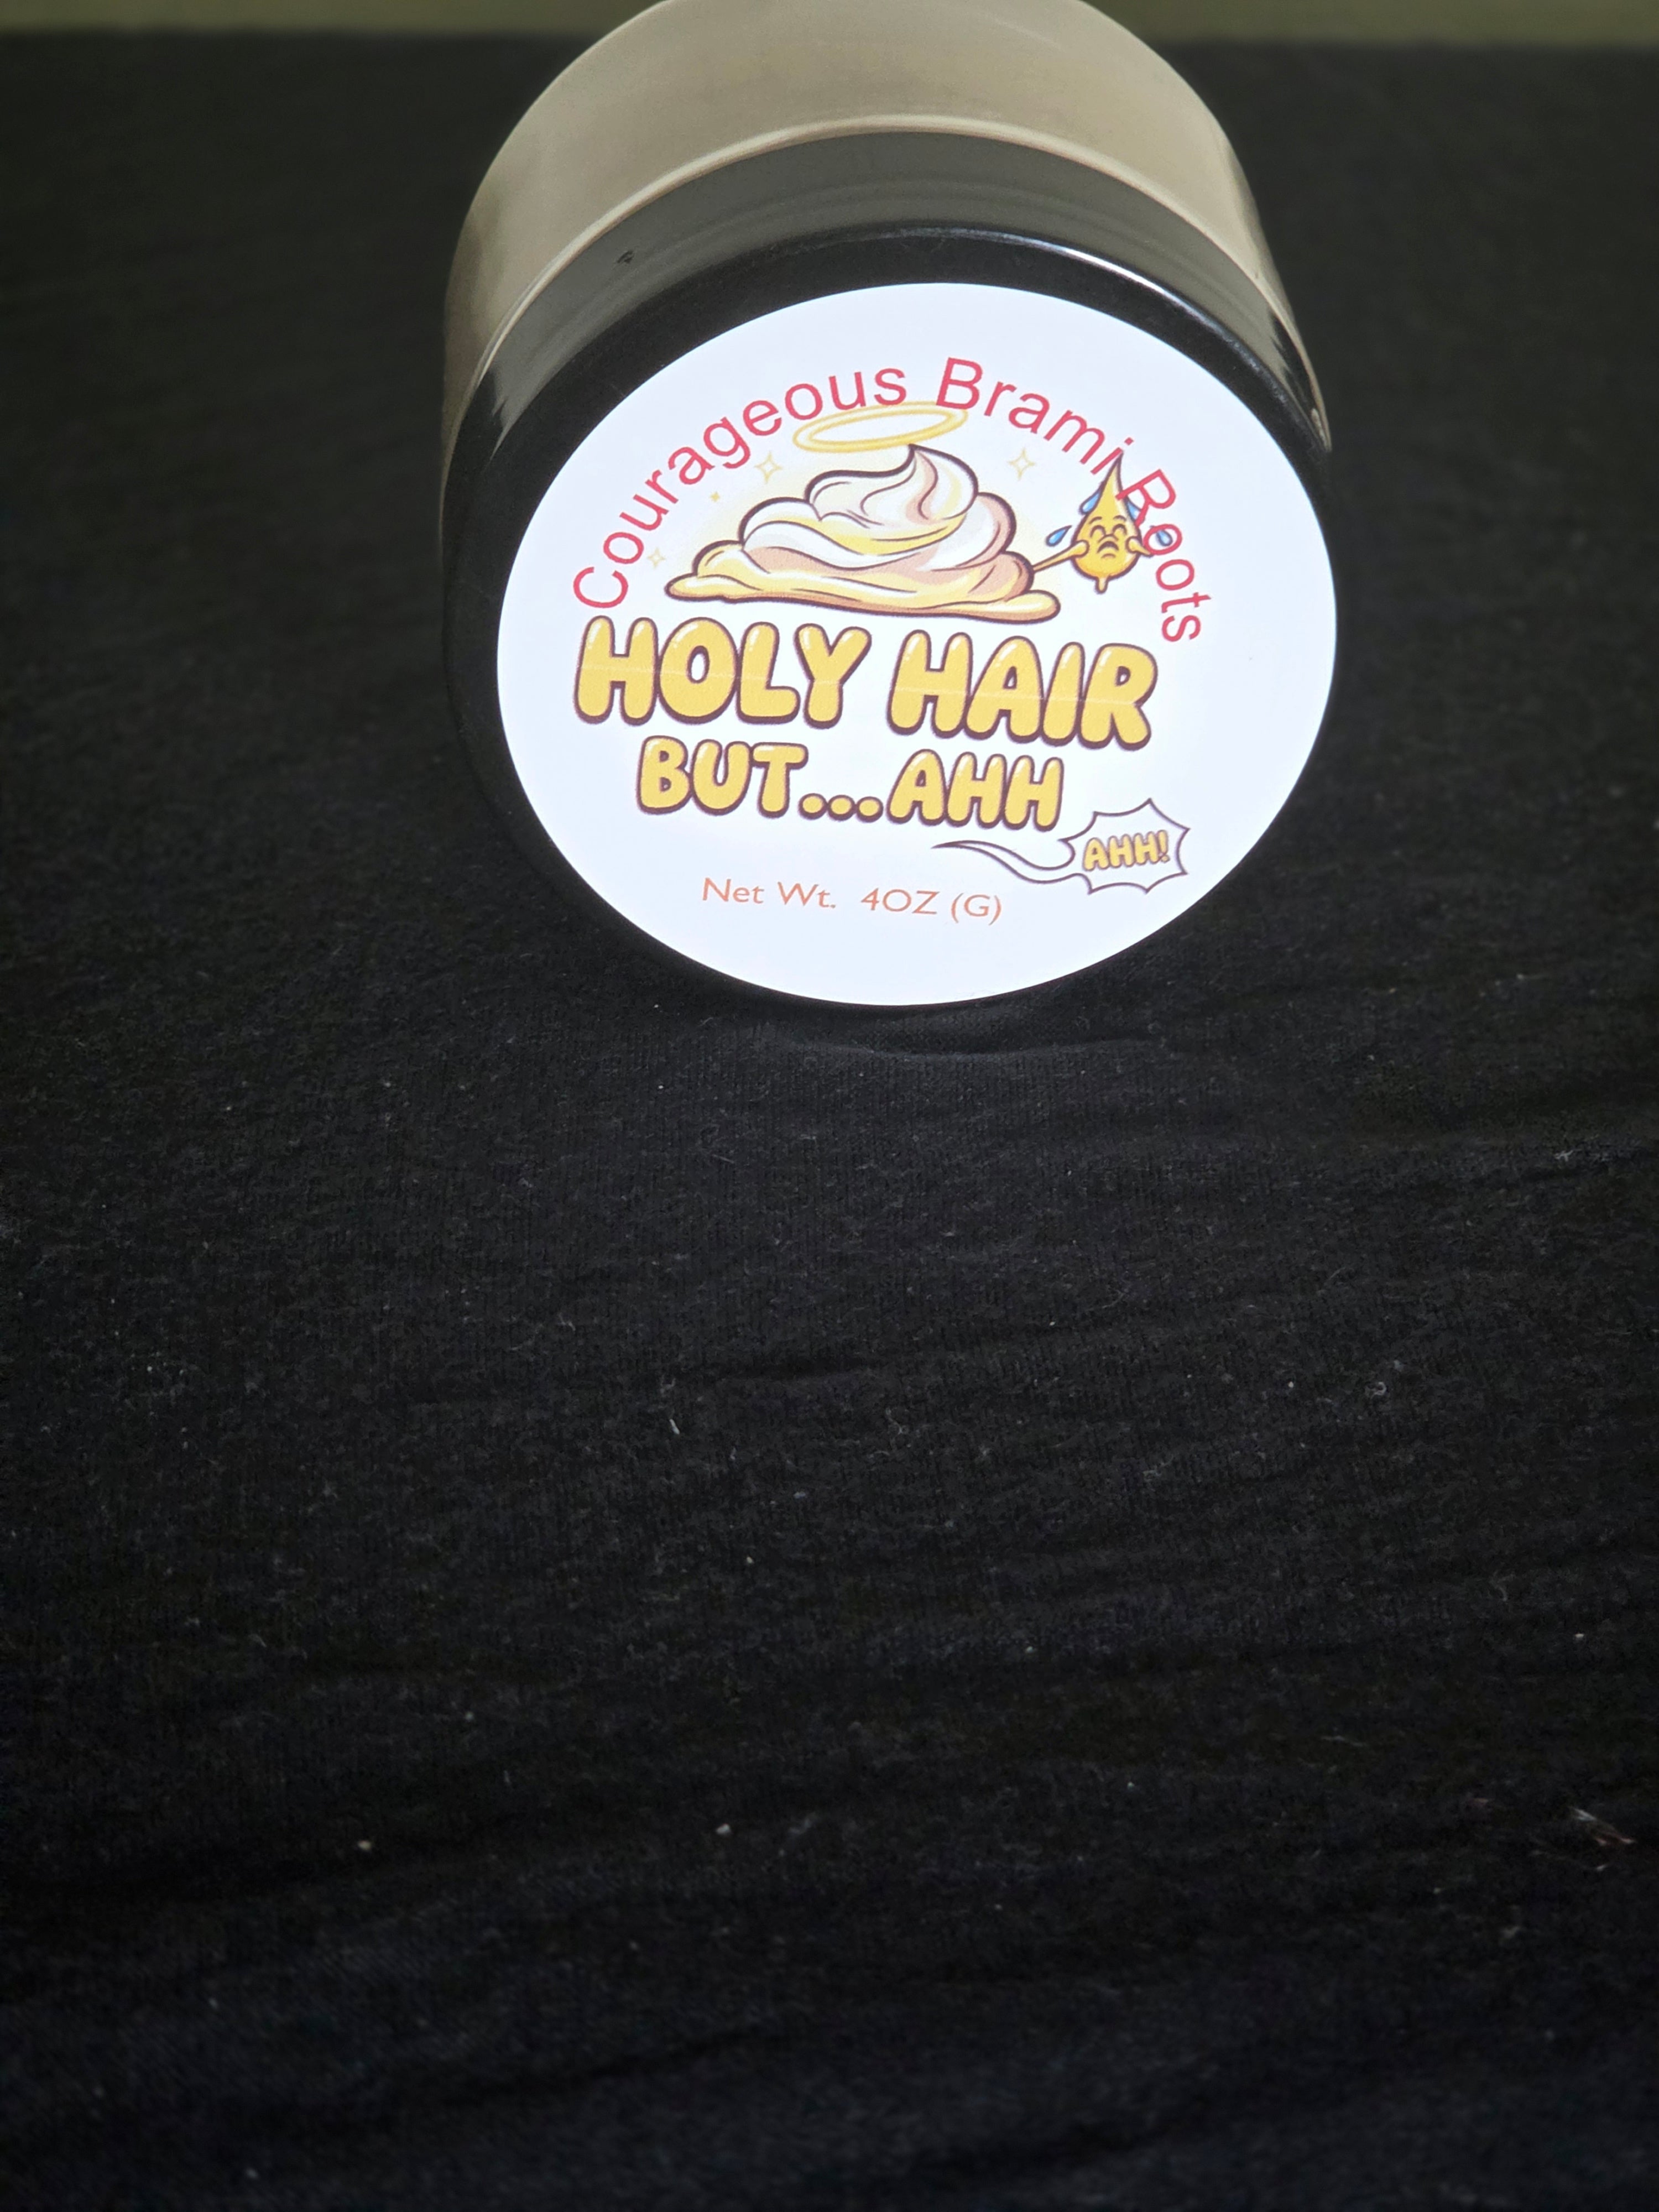 Courageous Brami Roots
HOLY HAIR
BUT...AHH
AHH!
Net Wt. 4OZ (G)